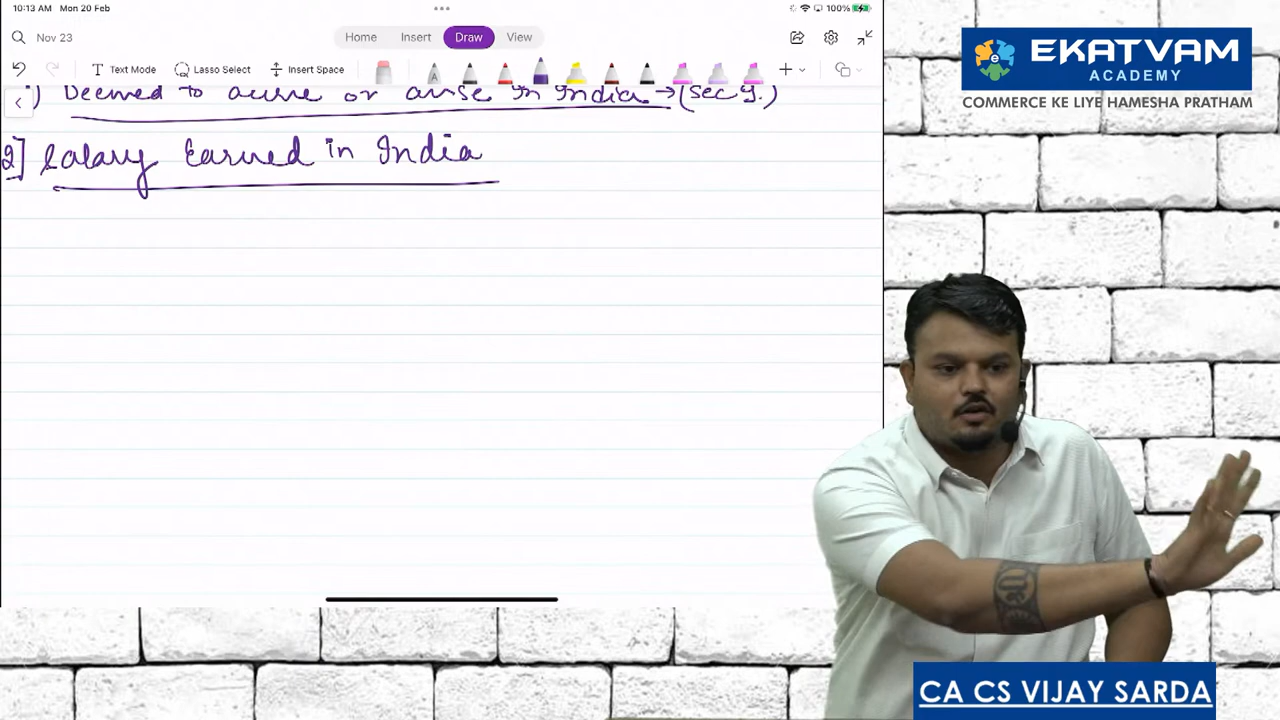 10:13 AM Mon 20 Feb
100%
Nov 23
Home Insert Draw View
Text Mode Lasso Select Insert Space
) Deemed to accrue or arise in India → (Sec 9.)
2] Salary Earned in India
EKATVAM
ACADEMY
COMMERCE KE LIYE HAMESHA PRATHAM
CA CS VIJAY SARDA